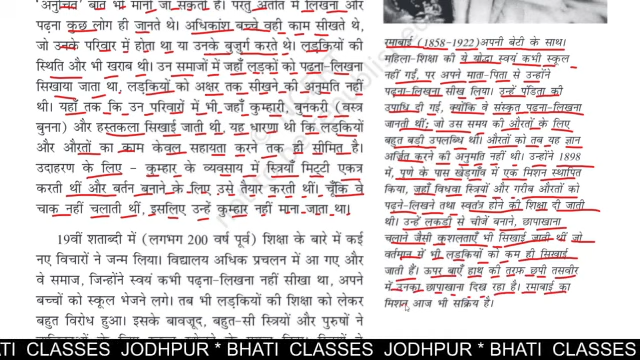 'अनुचित' बात भी मानी जा सकती है। परंतु अतीत में लिखना और
पढ़ना कुछ लोग ही जानते थे। अधिकांश बच्चे वही काम सीखते थे,
जो उनके परिवार में होता था या उनके बुजुर्ग करते थे। लड़कियों की
स्थिति और भी खराब थी। उन समाजों में जहाँ लड़कों को पढ़ना-लिखना
सिखाया जाता था, लड़कियों को अक्षर तक सीखने की अनुमति नहीं
थी। यहाँ तक कि उन परिवारों में भी, जहाँ कुम्हारी, बुनकरी (वस्त्र
बुनना) और हस्तकला सिखाई जाती थी, यह धारणा थी कि लड़कियों
और औरतों का काम केवल सहायता करने तक ही सीमित है।
उदाहरण के लिए – कुम्हार के व्यवसाय में स्त्रियाँ मिट्टी एकत्र
करती थीं और बर्तन बनाने के लिए उसे तैयार करती थीं। चूँकि वे
चाक नहीं चलाती थीं, इसलिए उन्हें कुम्हार नहीं माना जाता था।
19वीं शताब्दी में (लगभग 200 वर्ष पूर्व) शिक्षा के बारे में कई
नए विचारों ने जन्म लिया। विद्यालय अधिक प्रचलन में आ गए और
वे समाज, जिन्होंने स्वयं कभी पढ़ना-लिखना नहीं सीखा था, अपने
बच्चों को स्कूल भेजने लगे। तब भी लड़कियों की शिक्षा को लेकर
बहुत विरोध हुआ। इसके बावजूद, बहुत-सी स्त्रियों और पुरुषों ने
रमाबाई (1858-1922) अपनी बेटी के साथ।
महिला-शिक्षा की ये योद्धा स्वयं कभी स्कूल
नहीं गईं, पर अपने माता-पिता से उन्होंने
पढ़ना-लिखना सीख लिया। उन्हें पंडिता की
उपाधि दी गई, क्योंकि वे संस्कृत पढ़ना-लिखना
जानती थीं; जो उस समय की औरतों के लिए
बहुत बड़ी उपलब्धि थी। औरतों को तब यह ज्ञान
अर्जित करने की अनुमति नहीं थी। उन्होंने 1898
में, पुणे के पास खेड़गाँव में एक मिशन स्थापित
किया, जहाँ विधवा स्त्रियों और गरीब औरतों को
पढ़ने-लिखने तथा स्वतंत्र होने की शिक्षा दी जाती
थी। उन्हें लकड़ी से चीजें बनाने, छापाखाना
चलाने जैसी कुशलताएँ भी सिखाई जाती थीं जो
वर्तमान में भी लड़कियों को कम ही सिखाई
जाती हैं। ऊपर बाएँ हाथ की तरफ छपी तसवीर
में उनका छापाखाना दिख रहा है। रमाबाई का
मिशन आज भी सक्रिय है।
BHATI CLASSES JODHPUR * BHATI CLASSES JODHPUR * BHATI CLASSES